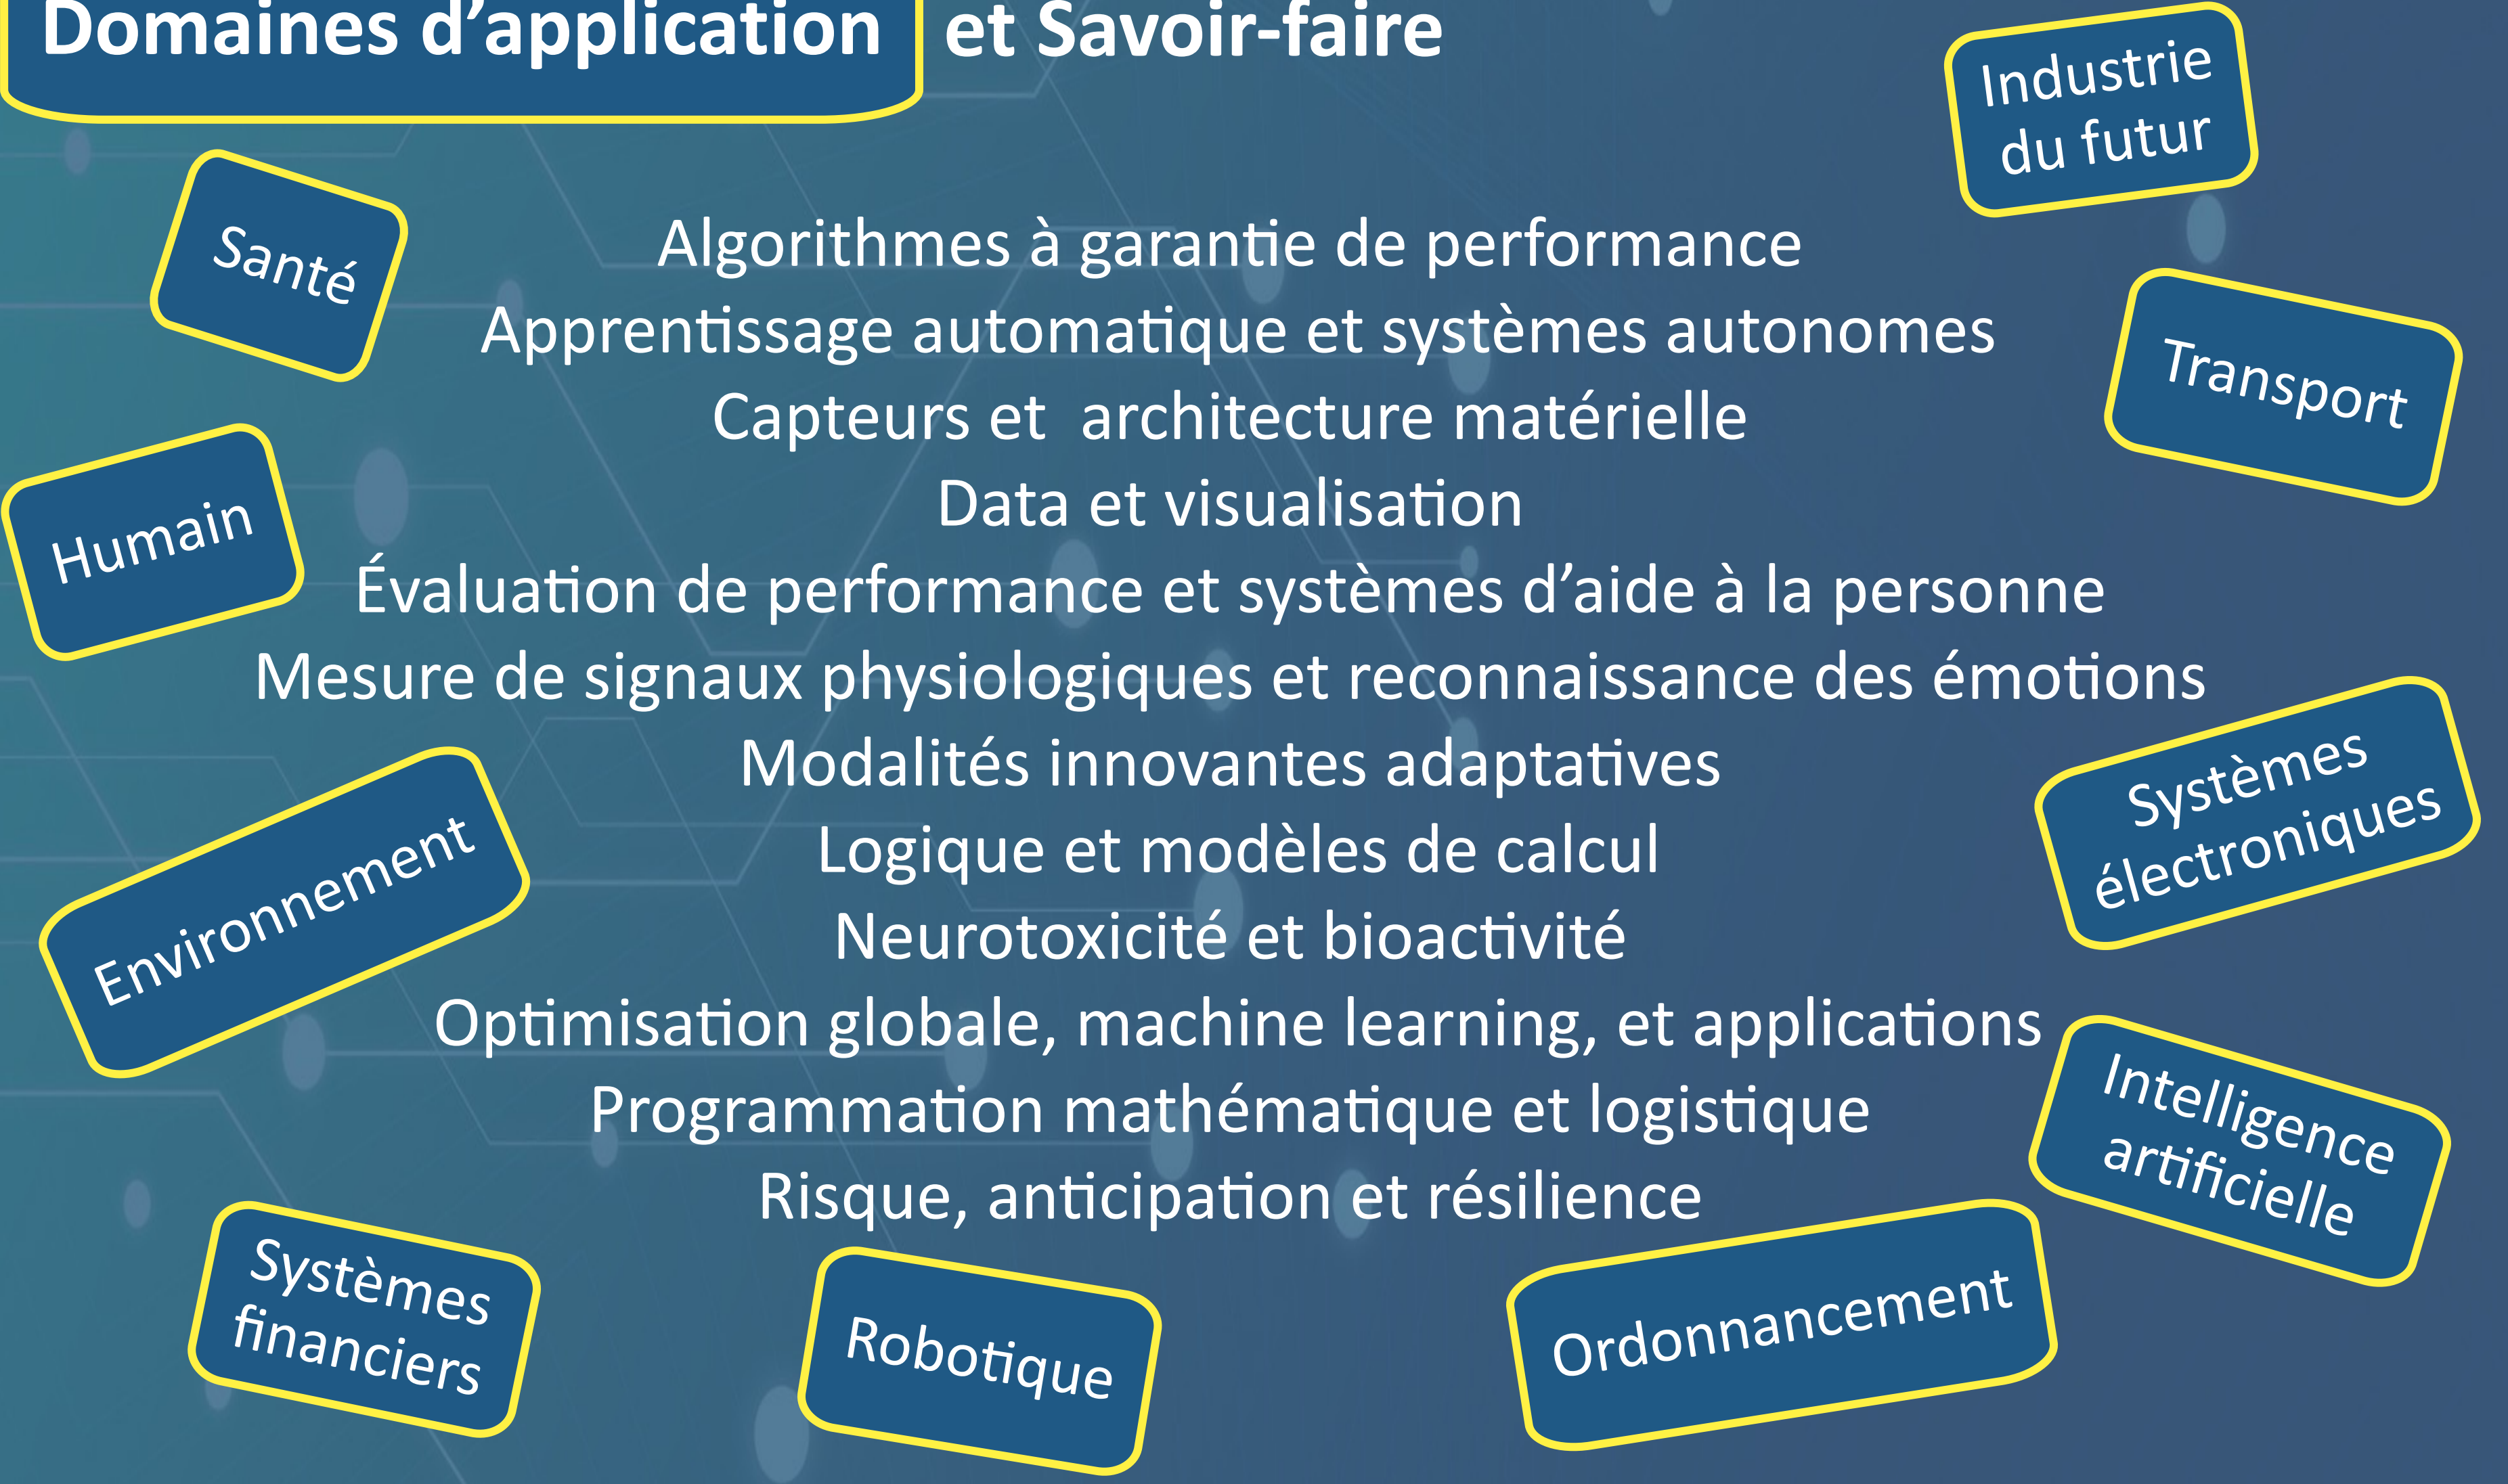 Domaines d’application et Savoir-faire
Industrie
du futur
Santé
Transport
Humain
Algorithmes à garantie de performance
Apprentissage automatique et systèmes autonomes
Capteurs et  architecture matérielle
Data et visualisation
Évaluation de performance et systèmes d’aide à la personne
Mesure de signaux physiologiques et reconnaissance des émotions
Modalités innovantes adaptatives
Logique et modèles de calcul
Neurotoxicité et bioactivité
Optimisation globale, machine learning, et applications
Programmation mathématique et logistique
Risque, anticipation et résilience
Environnement
Systèmes
électroniques
Intelligence
artificielle
Systèmes
financiers
Robotique
Ordonnancement